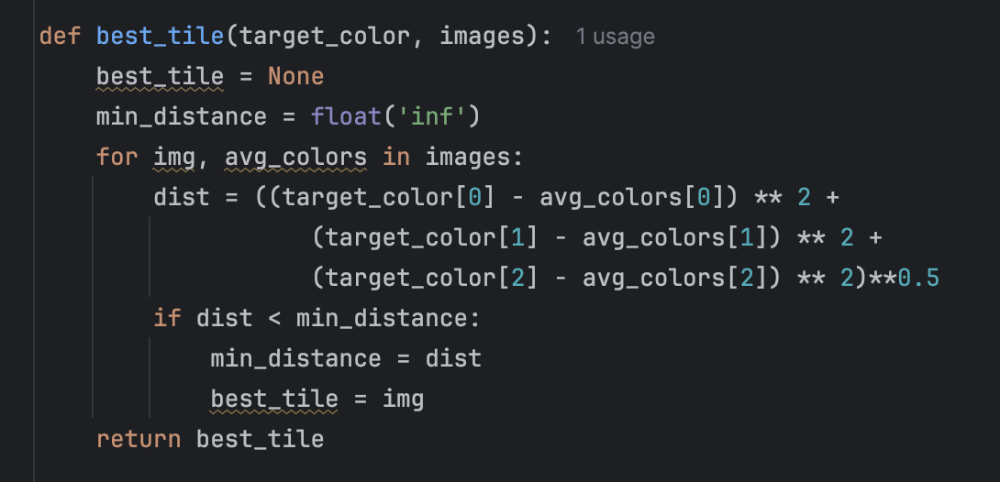 def best_tile(target_color, images): 1 usage
    best_tile = None
    min_distance = float('inf')
    for img, avg_colors in images:
        dist = ((target_color[0] - avg_colors[0]) ** 2 +
                (target_color[1] - avg_colors[1]) ** 2 +
                (target_color[2] - avg_colors[2]) ** 2)**0.5
        if dist < min_distance:
            min_distance = dist
            best_tile = img
    return best_tile